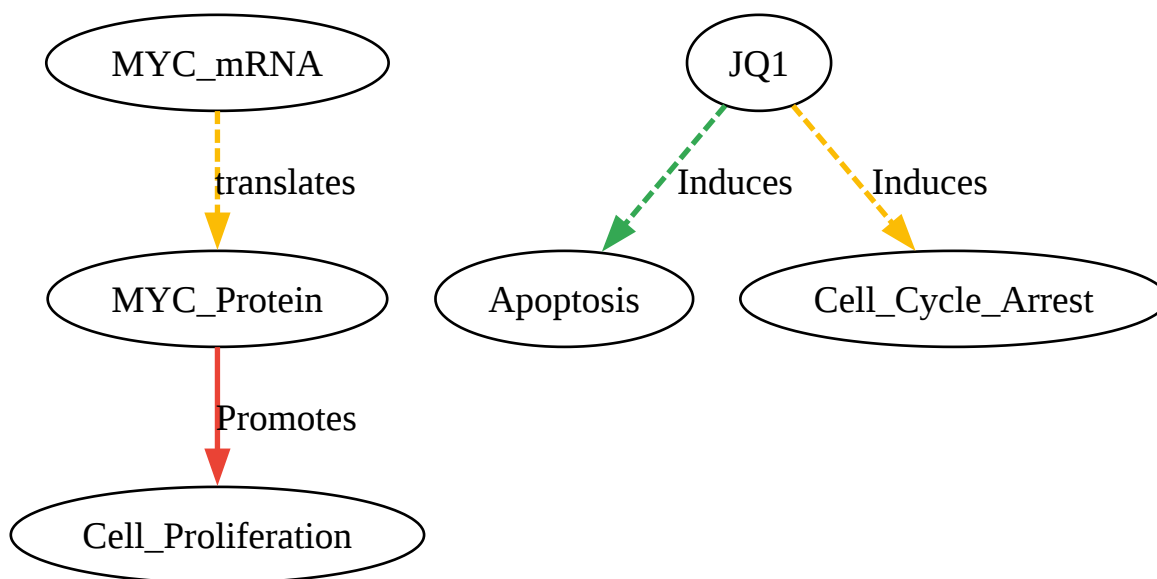 MYC_mRNA
JQ1
translates
Induces
Induces
MYC_Protein
Apoptosis
Cell_Cycle_Arrest
Promotes
Cell_Proliferation